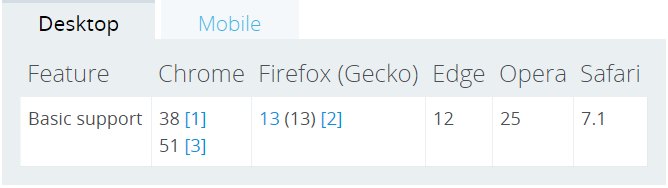 Desktop Mobile
Feature Chrome Firefox (Gecko) Edge Opera Safari
Basic support 38 [1] 13 (13) [2] 12 25 7.1
51 [3]